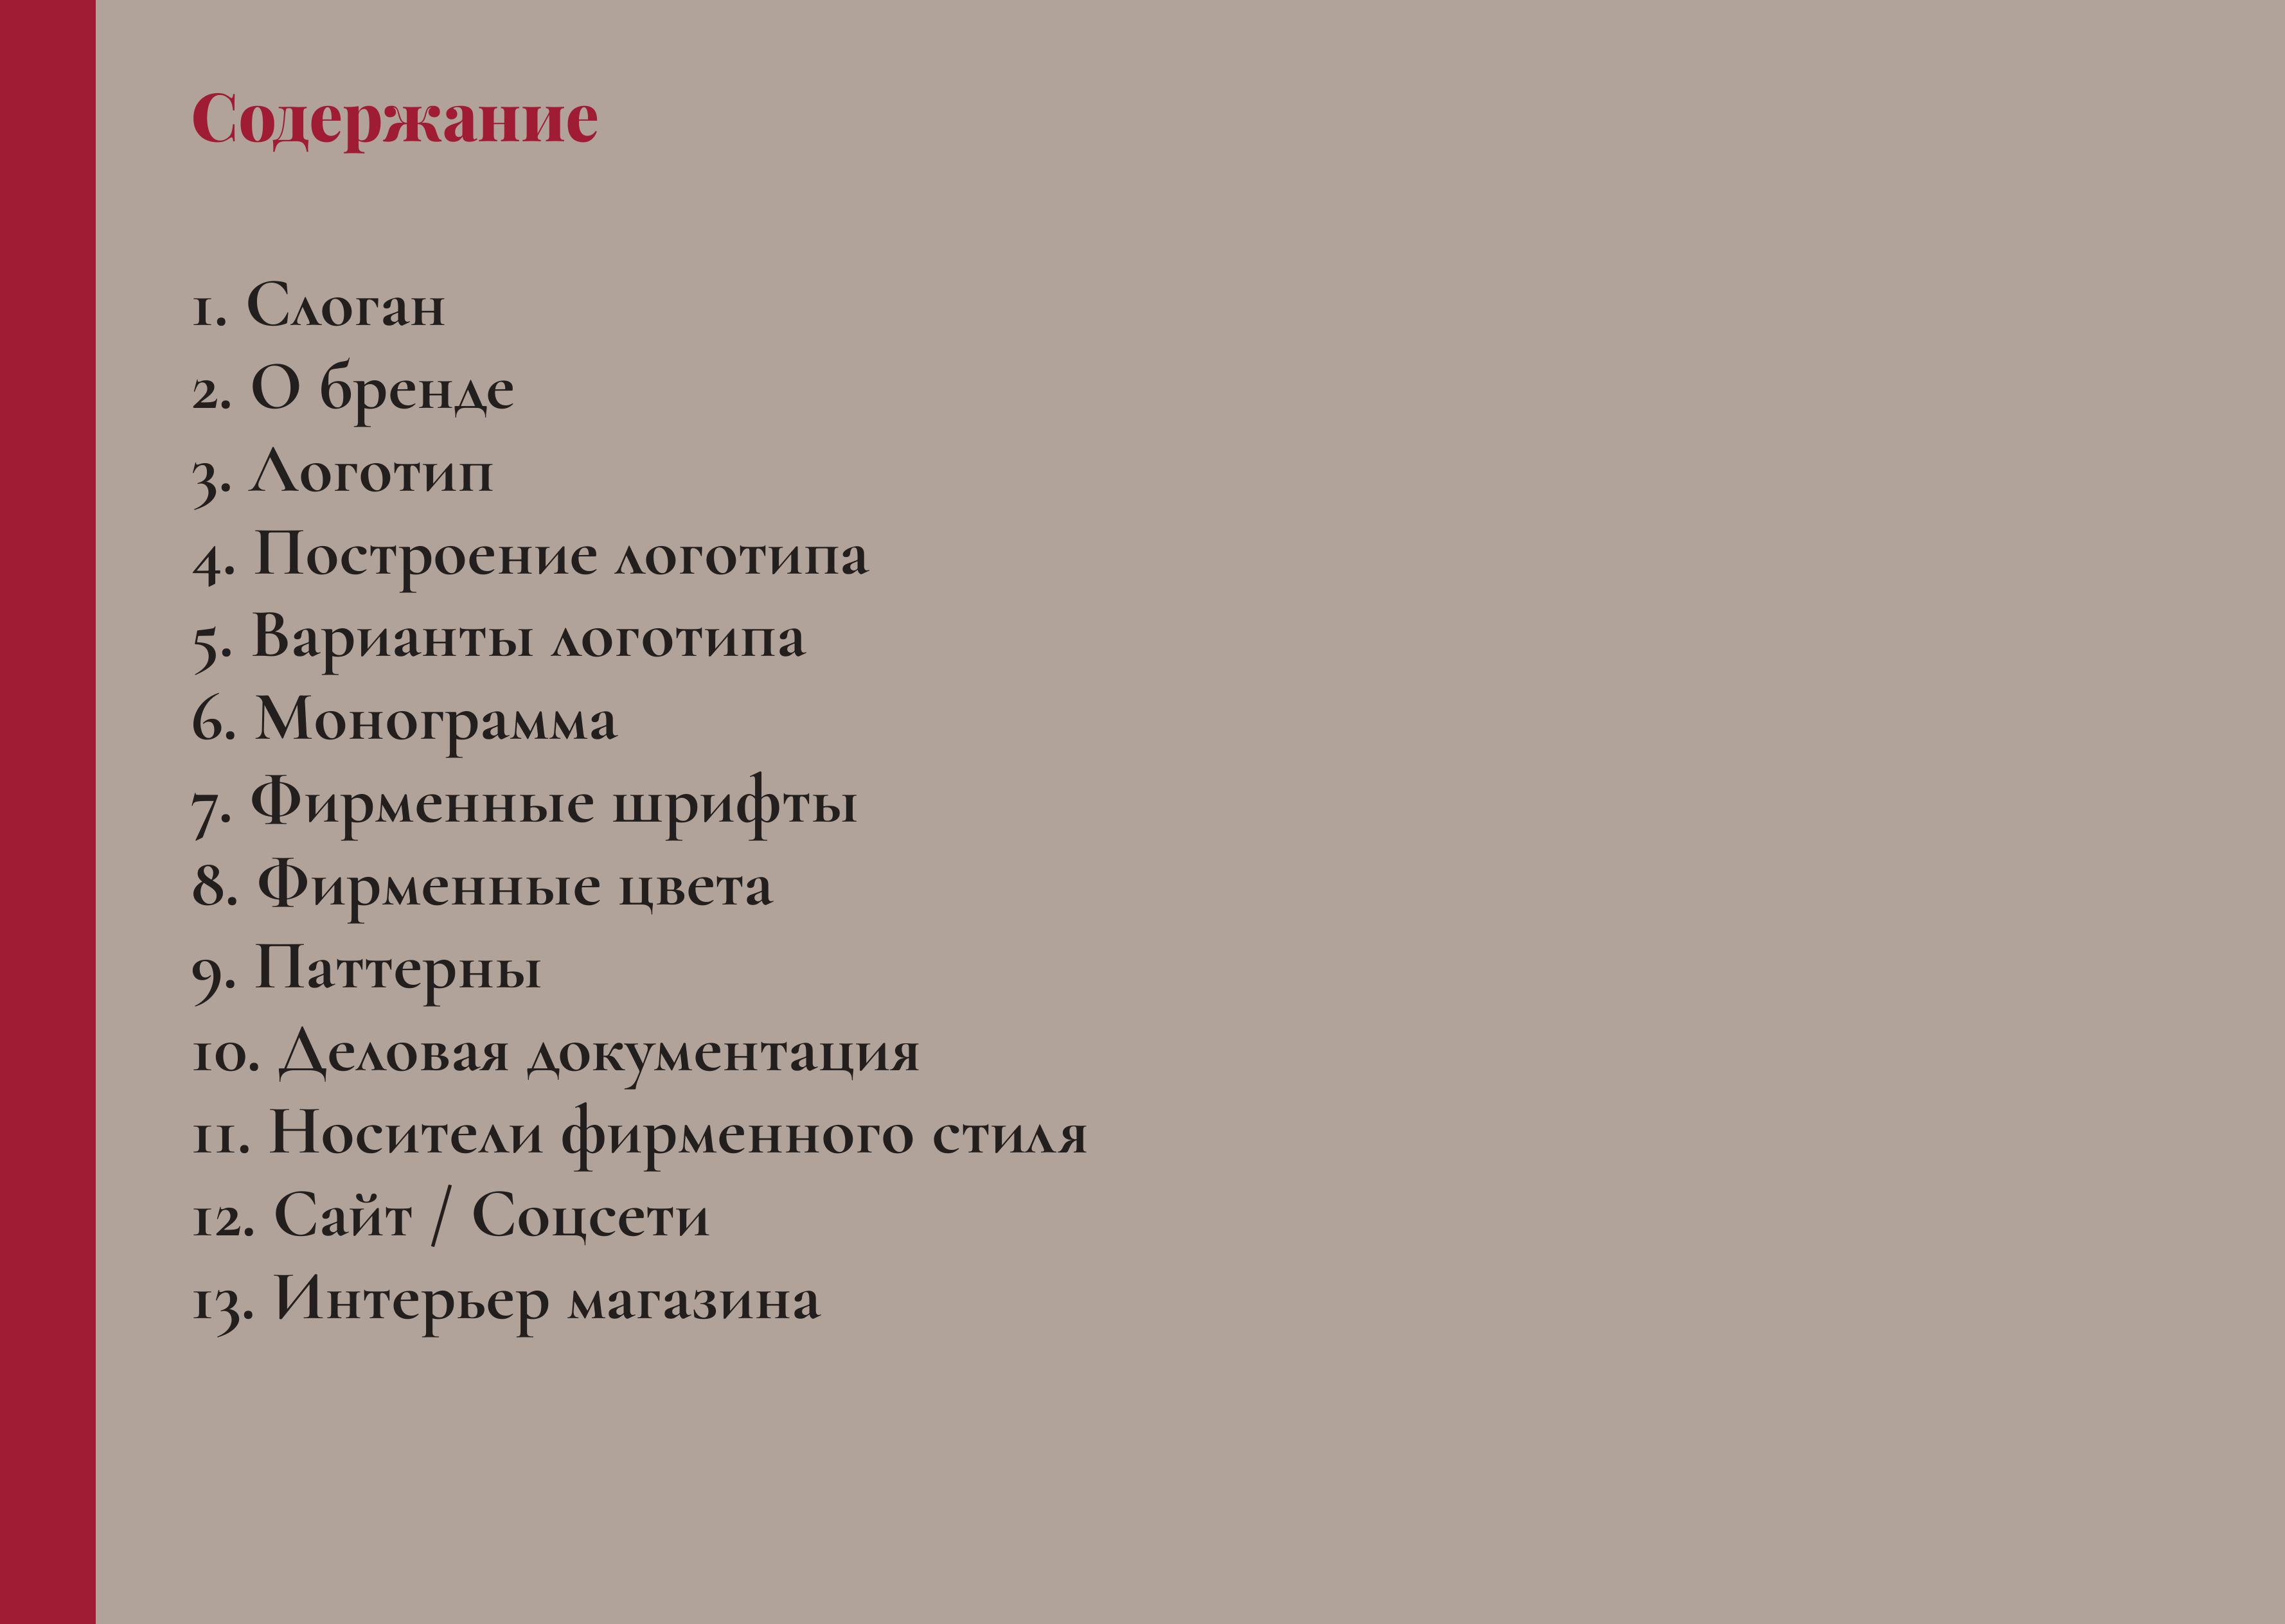 Содержание
1. Слоган
2. О бренде
3. Логотип
4. Построение логотипа
5. Варианты логотипа
6. Монограмма
7. Фирменные шрифты
8. Фирменные цвета
9. Паттерны
10. Деловая документация
11. Носители фирменного стиля
12. Сайт / Соцсети
13. Интерьер магазина